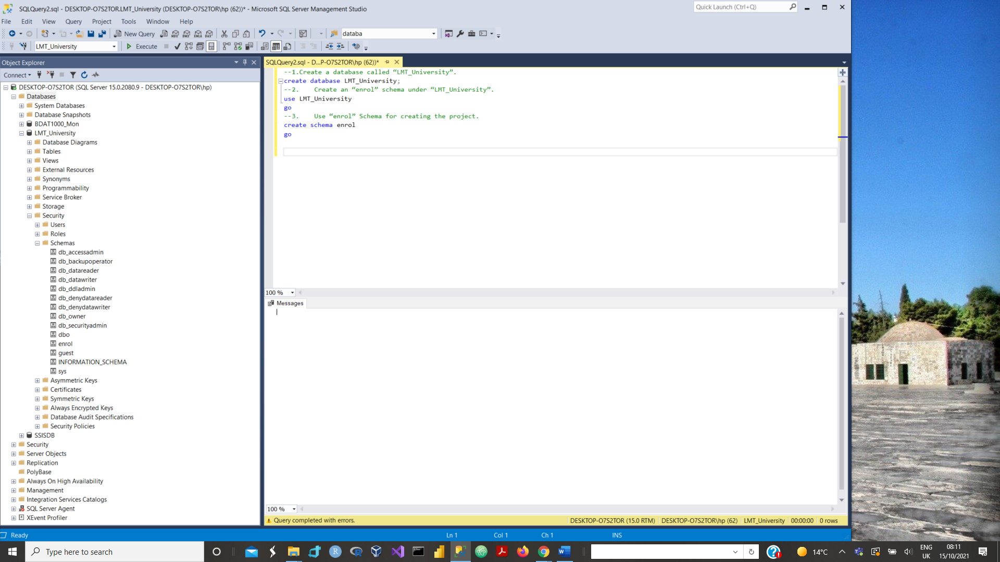 SQLQuery2.sql - DESKTOP-O7S2TOR.LMT_University (DESKTOP-O7S2TOR\hp (62))* - Microsoft SQL Server Management Studio
Quick Launch (Ctrl+Q)
File Edit View Query Project Tools Window Help
New Query
databa
LMT_University
Execute
Object Explorer
Connect
DESKTOP-O7S2TOR (SQL Server 15.0.2080.9 - DESKTOP-O7S2TOR\hp)
Databases
System Databases
Database Snapshots
BDAT1000_Mon
LMT_University
Database Diagrams
Tables
Views
External Resources
Synonyms
Programmability
Service Broker
Storage
Security
Users
Roles
Schemas
db_accessadmin
db_backupoperator
db_datareader
db_datawriter
db_ddladmin
db_denydatareader
db_denydatawriter
db_owner
db_securityadmin
dbo
enrol
guest
INFORMATION_SCHEMA
sys
Asymmetric Keys
Certificates
Symmetric Keys
Always Encrypted Keys
Database Audit Specifications
Security Policies
SSISDB
Security
Server Objects
Replication
PolyBase
Always On High Availability
Management
Integration Services Catalogs
SQL Server Agent
XEvent Profiler
SQLQuery2.sql - D...P-O7S2TOR\hp (62))*
--1.Create a database called “LMT_University”.
create database LMT_University;
--2. Create an “enrol” schema under “LMT_University”.
use LMT_University
go
--3. Use “enrol” Schema for creating the project.
create schema enrol
go
100 %
Messages
100 %
Query completed with errors.
DESKTOP-O7S2TOR (15.0 RTM) DESKTOP-O7S2TOR\hp (62) LMT_University 00:00:00 0 rows
Ready
Ln 1 Col 1 Ch 1 INS
Type here to search
14°C
ENG
UK
08:11
15/10/2021